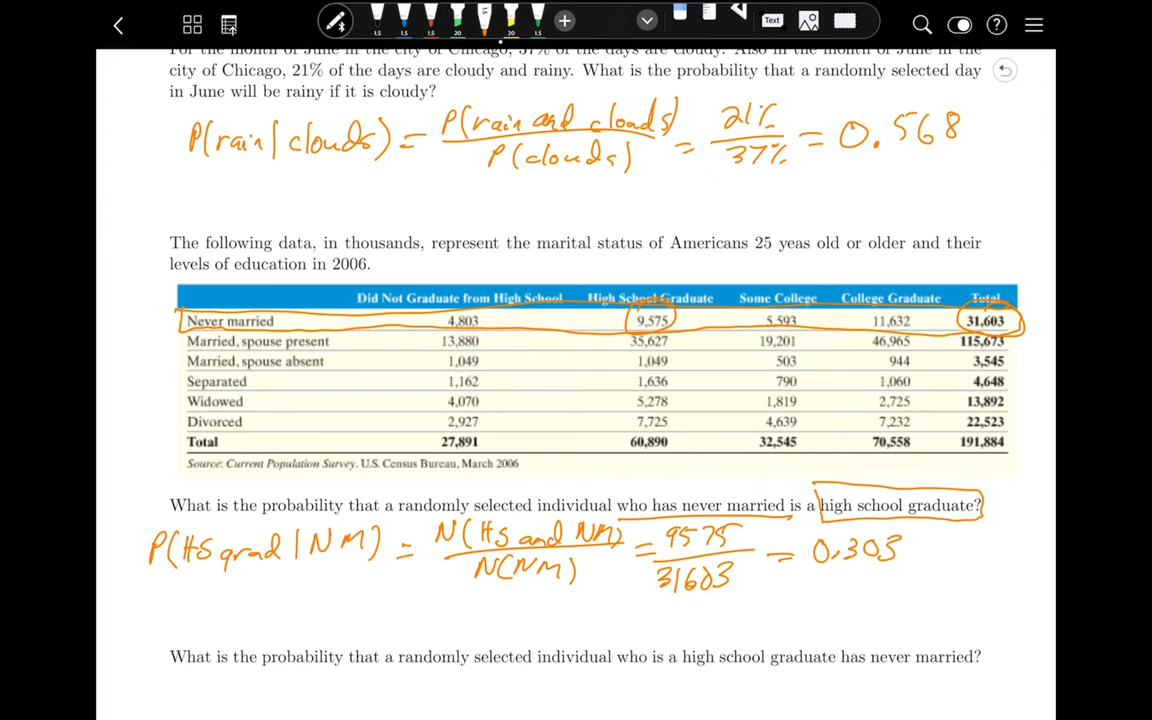 1.5 1.5 1.5 20 20 1.5 Text
For the month of June in the city of Chicago, 37% of the days are cloudy. Also in the month of June in the
city of Chicago, 21% of the days are cloudy and rainy. What is the probability that a randomly selected day
in June will be rainy if it is cloudy?
P(rain | clouds) = P(rain and clouds) / P(clouds) = 21% / 37% = 0.568
The following data, in thousands, represent the marital status of Americans 25 yeas old or older and their
levels of education in 2006.
Did Not Graduate from High School High School Graduate Some College College Graduate Total
Never married 4,803 9,575 5,593 11,632 31,603
Married, spouse present 13,880 35,627 19,201 46,965 115,673
Married, spouse absent 1,049 1,049 503 944 3,545
Separated 1,162 1,636 790 1,060 4,648
Widowed 4,070 5,278 1,819 2,725 13,892
Divorced 2,927 7,725 4,639 7,232 22,523
Total 27,891 60,890 32,545 70,558 191,884
Source: Current Population Survey. U.S. Census Bureau, March 2006
What is the probability that a randomly selected individual who has never married is a high school graduate?
P(HS grad | NM) = N(HS and NM) / N(NM) = 9575 / 31603 = 0.303
What is the probability that a randomly selected individual who is a high school graduate has never married?